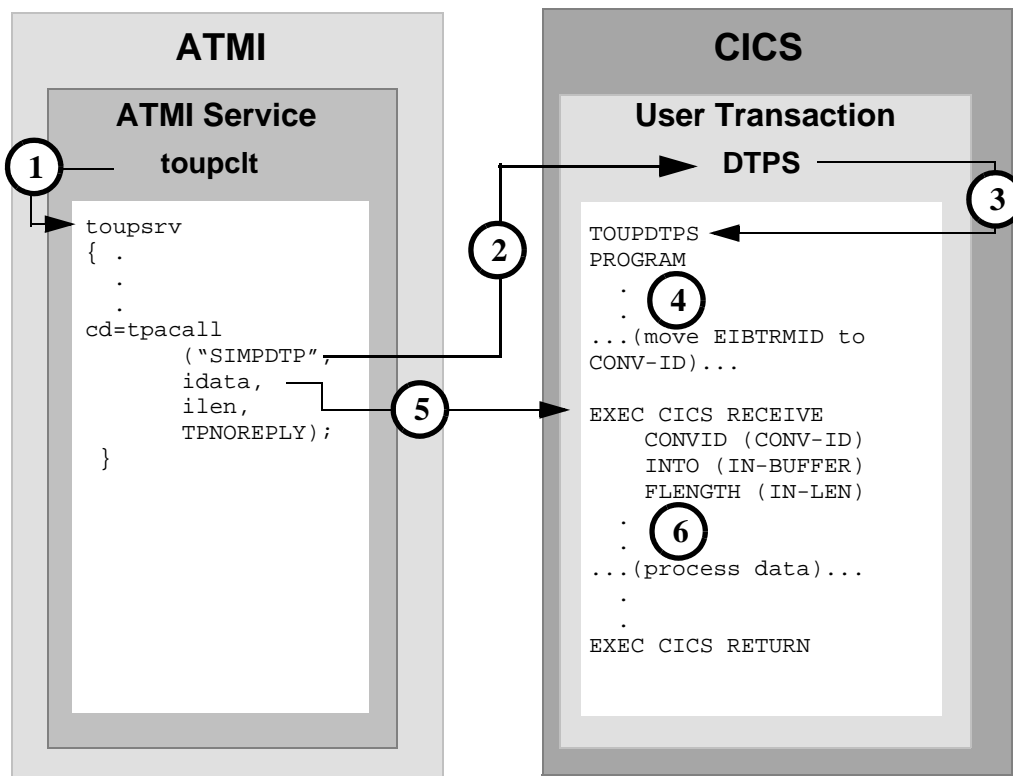 ATMI
ATMI Service
toupclt
1
toupsrv
{ .
.
.
cd=tpacall
("SIMPDTP",
idata,
ilen,
TPNOREPLY);
}
2
5
CICS
User Transaction
DTPS
3
TOUPDTPS
PROGRAM
.
.
4
...(move EIBTRMID to
CONV-ID)...
EXEC CICS RECEIVE
CONVID (CONV-ID)
INTO (IN-BUFFER)
FLENGTH (IN-LEN)
.
.
6
...(process data)...
.
.
EXEC CICS RETURN